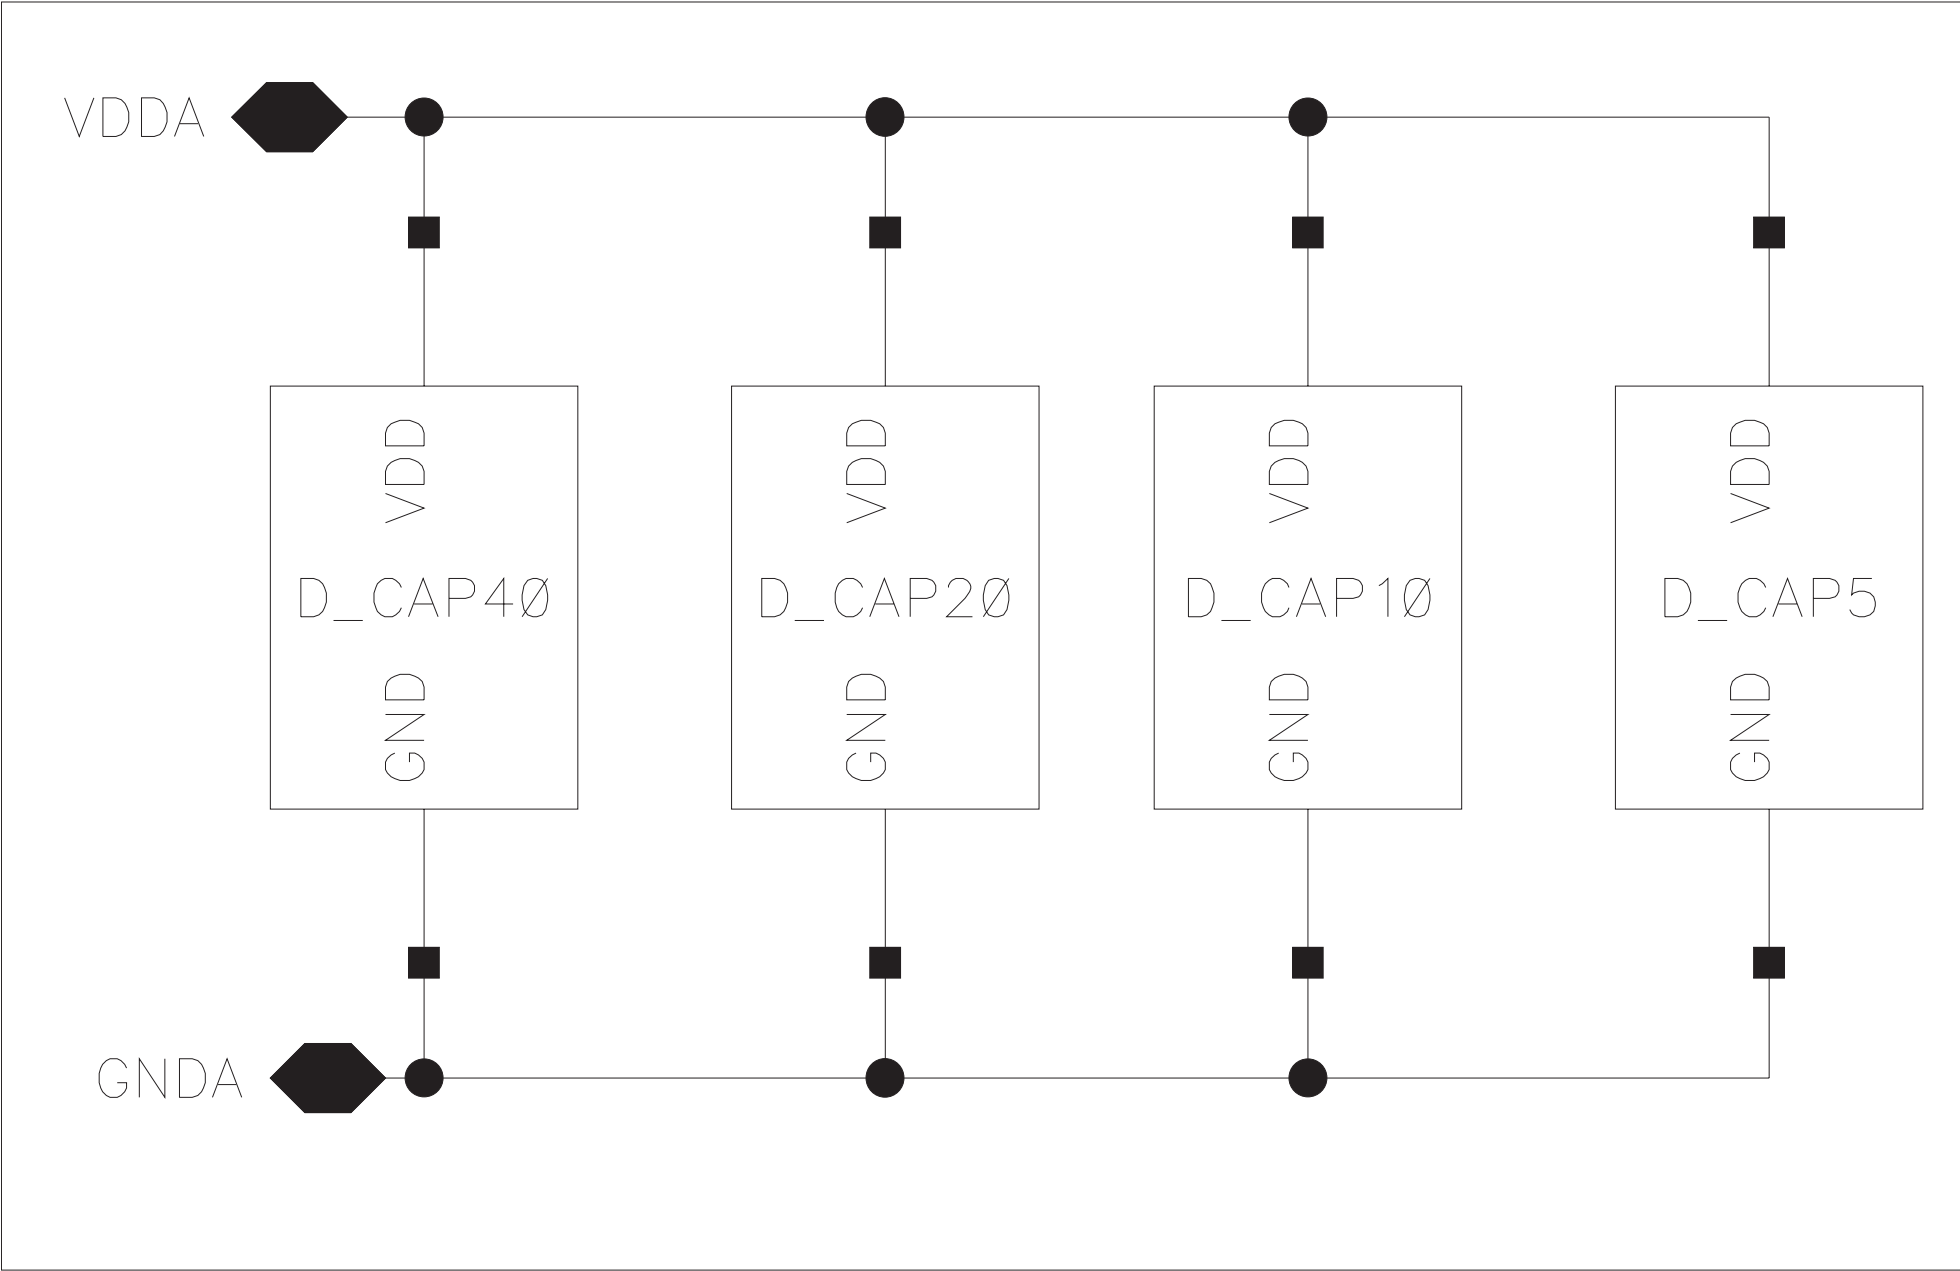 VDDA
VDD VDD VDD VDD
D_CAP40 D_CAP20 D_CAP10 D_CAP5
GND GND GND GND
GNDA